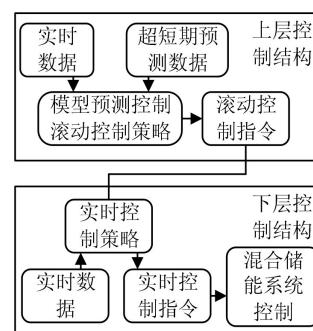 实时
数据
超短期预
测数据
上层控
制结构
模型预测控制
滚动控制策略
滚动控
制指令
下层控
制结构
实时控
制策略
实时数
据
实时控
制指令
混合储
能系统
控制